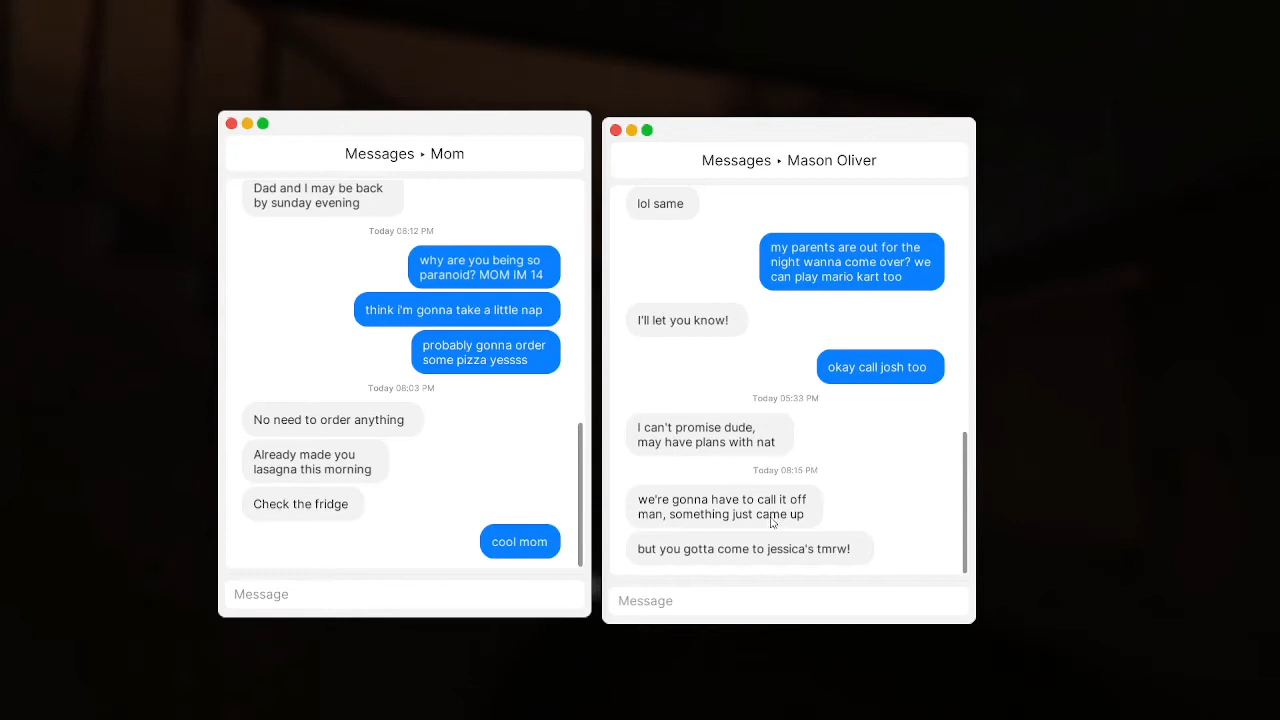 Messages ▸ Mom
Dad and I may be back
by sunday evening
Today 08:12 PM
why are you being so
paranoid? MOM IM 14
think i'm gonna take a little nap
probably gonna order
some pizza yessss
Today 08:03 PM
No need to order anything
Already made you
lasagna this morning
Check the fridge
cool mom
Message
Messages ▸ Mason Oliver
lol same
my parents are out for the
night wanna come over? we
can play mario kart too
I'll let you know!
okay call josh too
Today 05:33 PM
I can't promise dude,
may have plans with nat
Today 08:15 PM
we're gonna have to call it off
man, something just came up
but you gotta come to jessica's tmrw!
Message